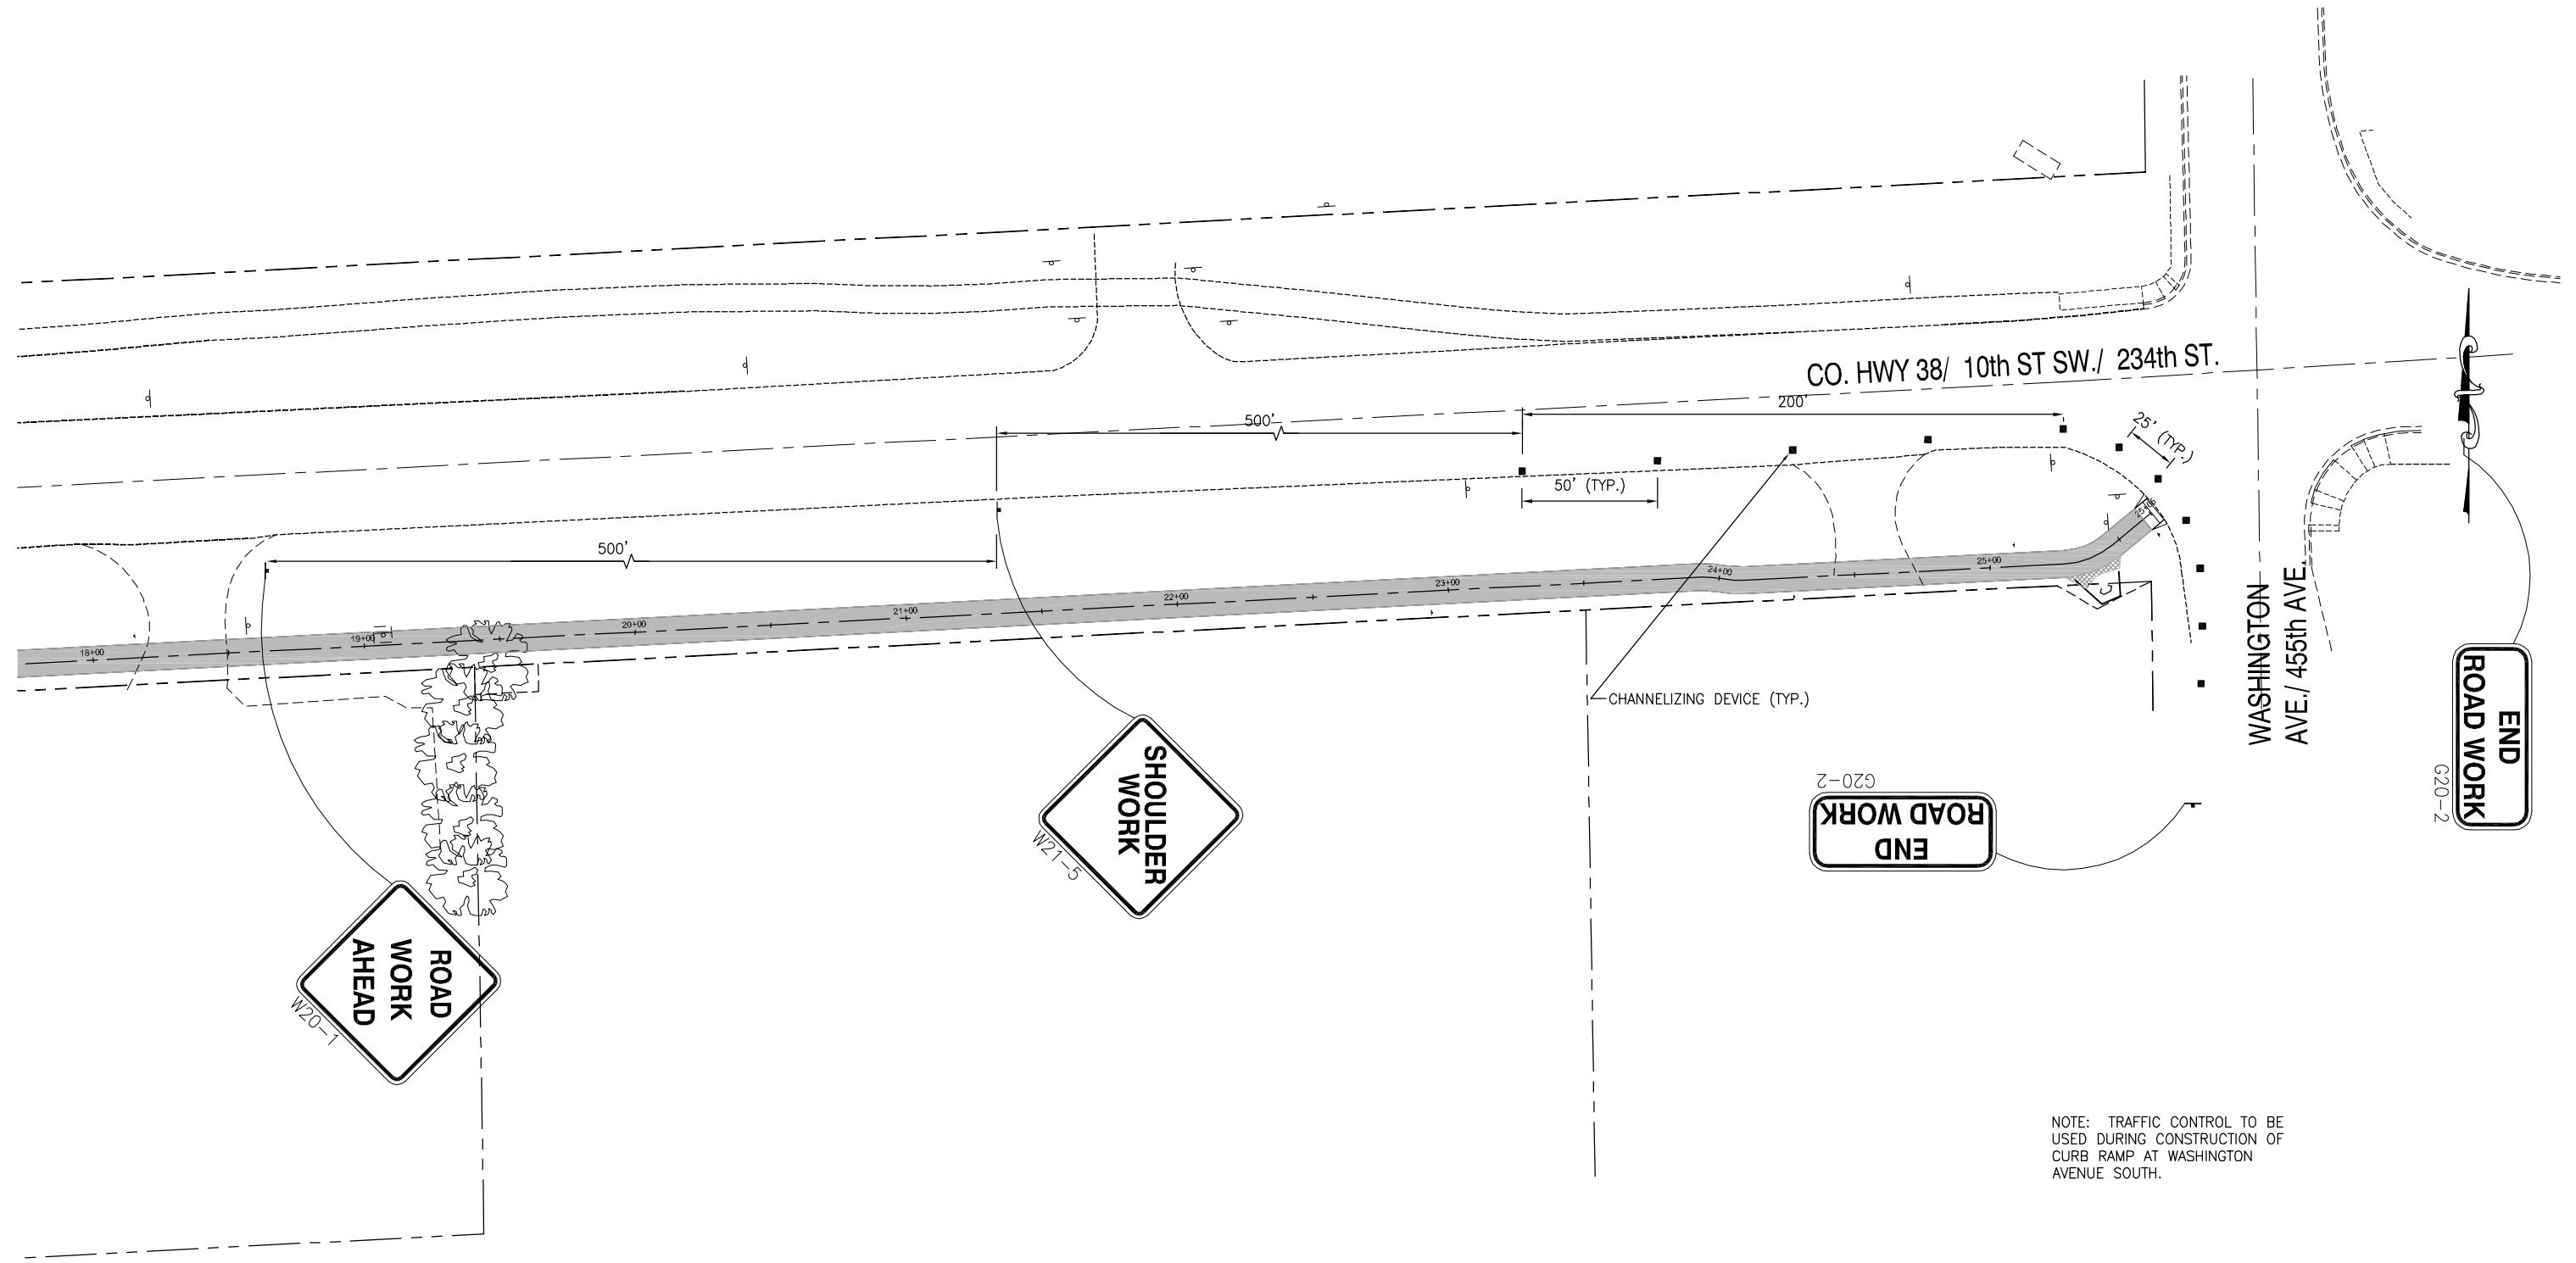 CO. HWY 38/ 10th ST SW./ 234th ST.
200'
500'
25' (TYP.)
50' (TYP.)
500'
18+00
19+00
20+00
21+00
22+00
23+00
24+00
25+00
C
CHANNELIZING DEVICE (TYP.)
WASHINGTON
AVE./ 455th AVE.
SHOULDER
WORK
W21-5
ROAD
WORK
AHEAD
W20-1
END
ROAD WORK
G20-2
END
ROAD WORK
G20-2
NOTE: TRAFFIC CONTROL TO BE
USED DURING CONSTRUCTION OF
CURB RAMP AT WASHINGTON
AVENUE SOUTH.